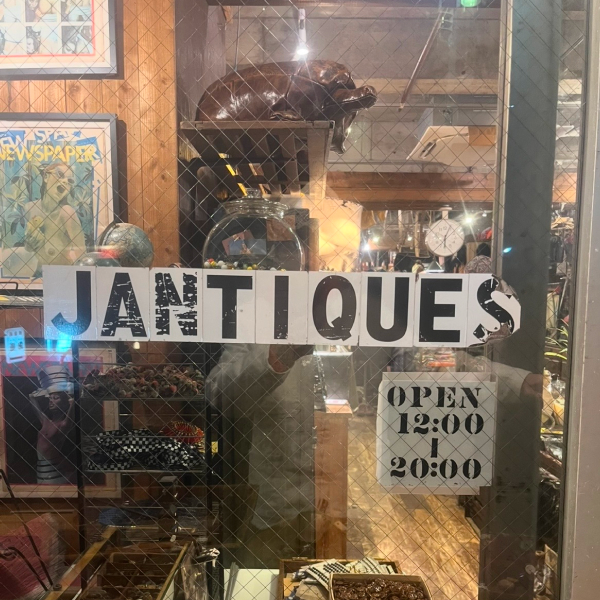 NEWSPAPER
JANTIQUES
OPEN
12:00
|
20:00